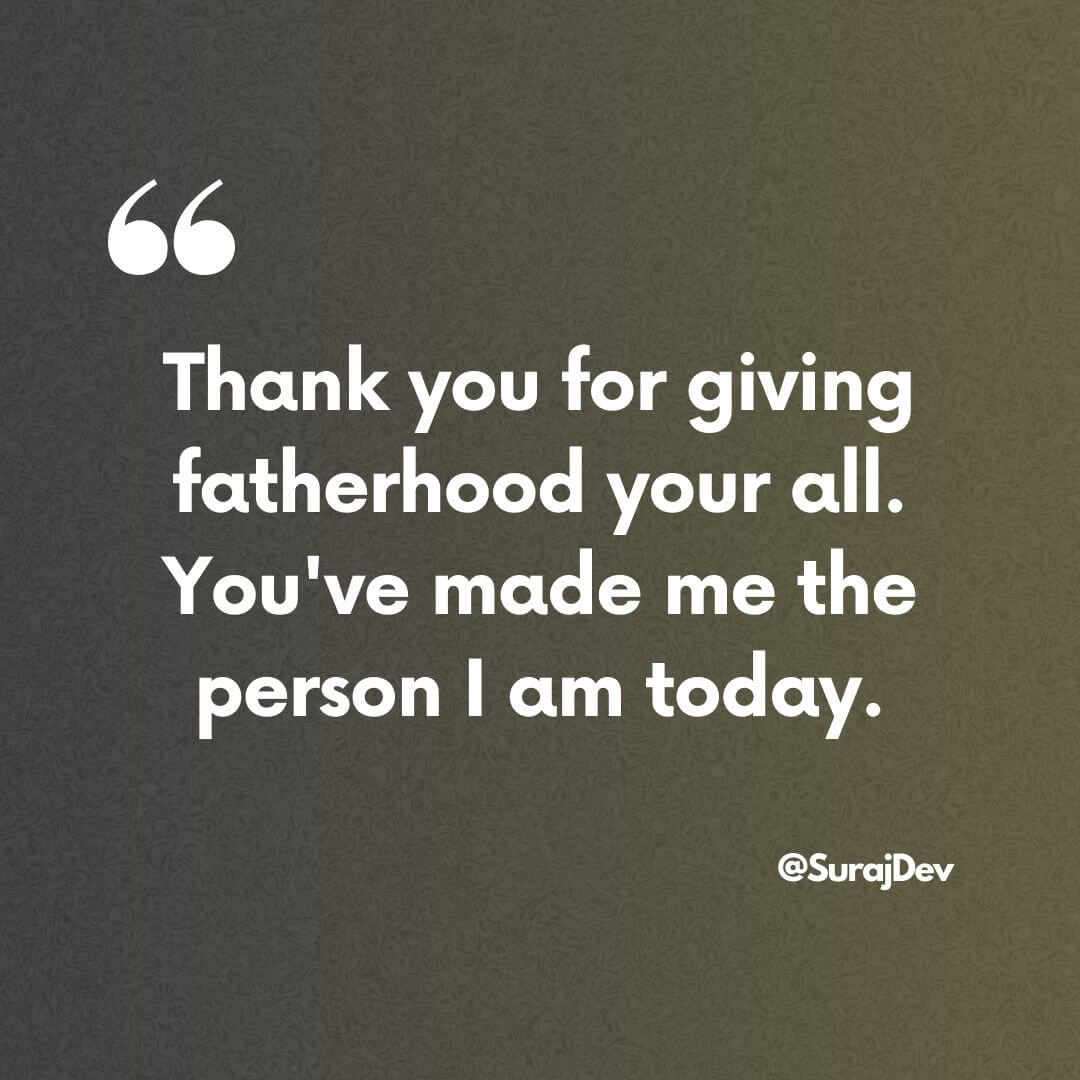 “
Thank you for giving
fatherhood your all.
You've made me the
person I am today.
@SurajDev